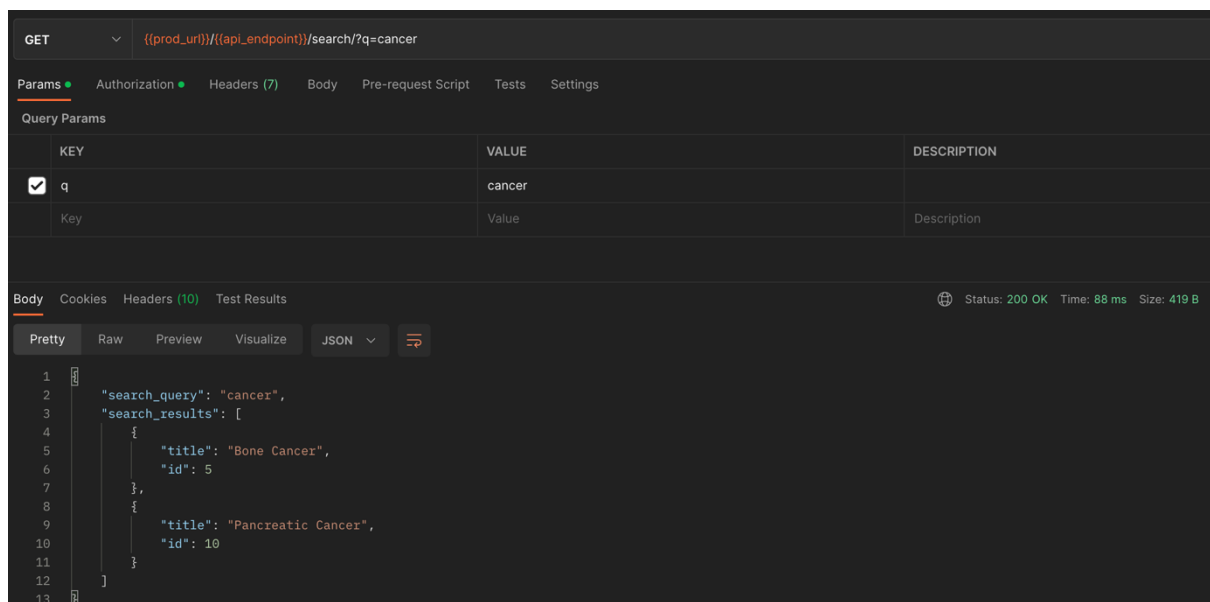 GET {{prod_url}}/{{api_endpoint}}/search/?q=cancer
Params Authorization Headers (7) Body Pre-request Script Tests Settings
Query Params
KEY VALUE DESCRIPTION
q cancer
Key Value Description
Body Cookies Headers (10) Test Results Status: 200 OK Time: 88 ms Size: 419 B
Pretty Raw Preview Visualize JSON
1 {
2 "search_query": "cancer",
3 "search_results": [
4 {
5 "title": "Bone Cancer",
6 "id": 5
7 },
8 {
9 "title": "Pancreatic Cancer",
10 "id": 10
11 }
12 ]
13 }